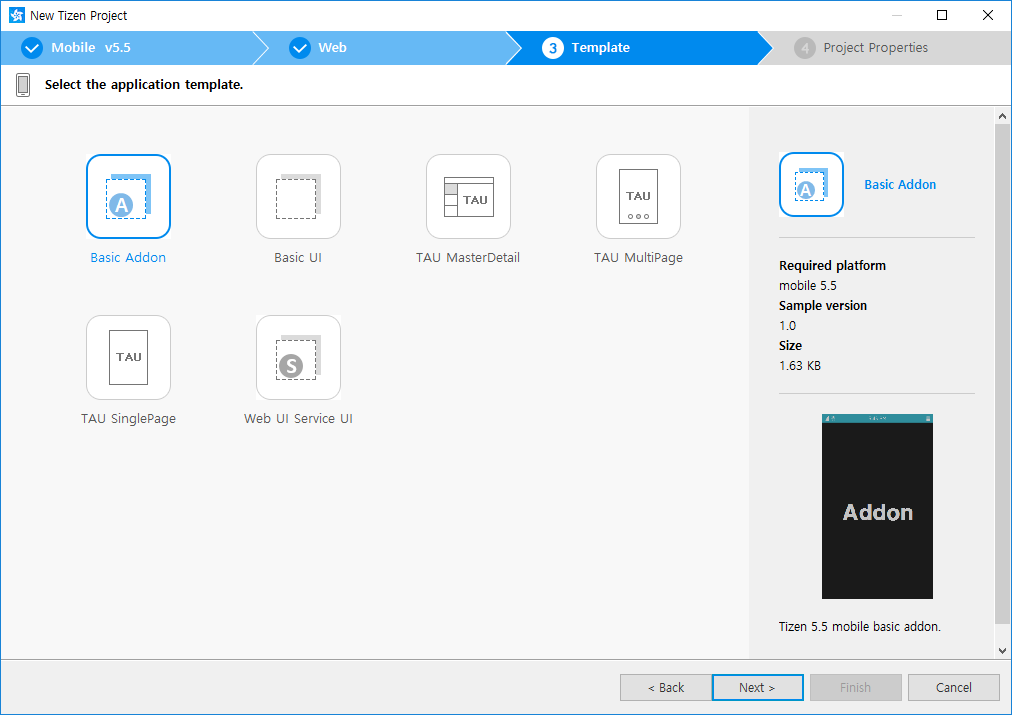 New Tizen Project
Mobile v5.5
Web
3 Template
4 Project Properties
Select the application template.
A
TAU
TAU
Basic Addon
Basic UI
TAU MasterDetail
TAU MultiPage
TAU
S
TAU SinglePage
Web UI Service UI
A
Basic Addon
Required platform
mobile 5.5
Sample version
1.0
Size
1.63 KB
Addon
Tizen 5.5 mobile basic addon.
< Back
Next >
Finish
Cancel